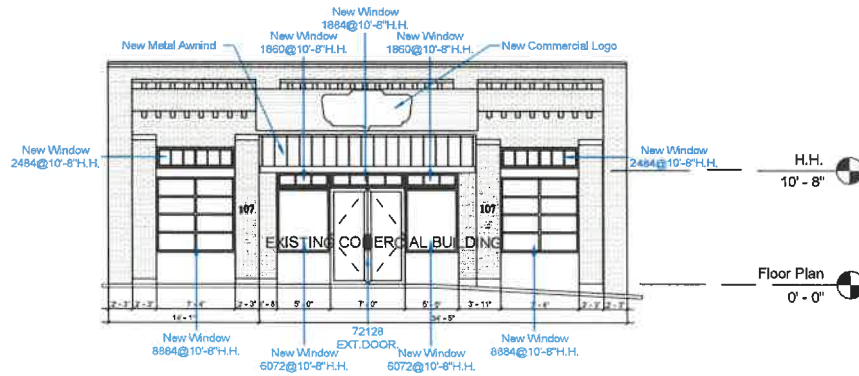 New Window
1884@10'-8"H.H.
New Window
1860@10'-8"H.H.
New Window
1860@10'-8"H.H.
New Metal Awnind
New Commercial Logo
New Window
2484@10'-8"H.H.
New Window
2484@10'-8"H.H.
H.H.
10' - 8"
107
107
EXISTING COMERCIAL BUILDING
Floor Plan
0' - 0"
2' - 3"
2' - 3"
7' - 4"
2' - 3"
5' - 0"
7' - 0"
5' - 0"
3' - 11"
2' - 3"
2' - 3"
14' - 1"
34' - 5"
New Window
8884@10'-8"H.H.
New Window
6072@10'-8"H.H.
72128
EXT.DOOR.
New Window
6072@10'-8"H.H.
New Window
8884@10'-8"H.H.